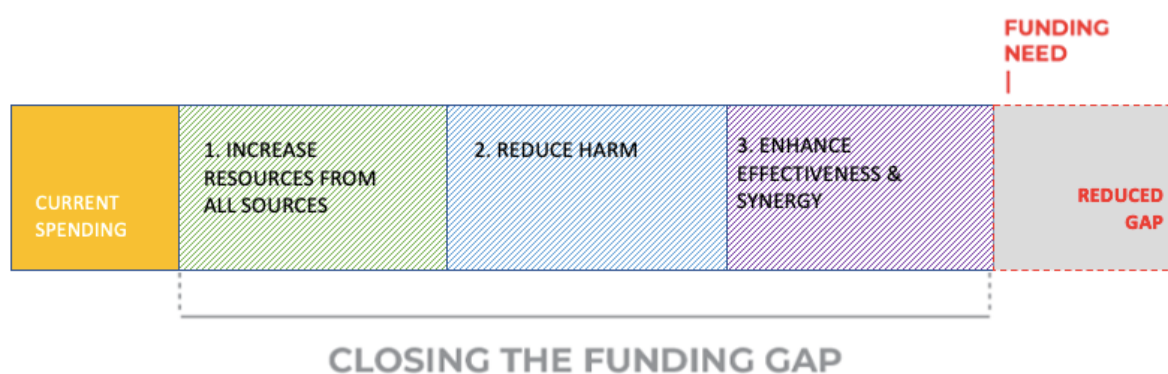 FUNDING
NEED
CURRENT
SPENDING
1. INCREASE
RESOURCES FROM
ALL SOURCES
2. REDUCE HARM
3. ENHANCE
EFFECTIVENESS &
SYNERGY
REDUCED
GAP
CLOSING THE FUNDING GAP